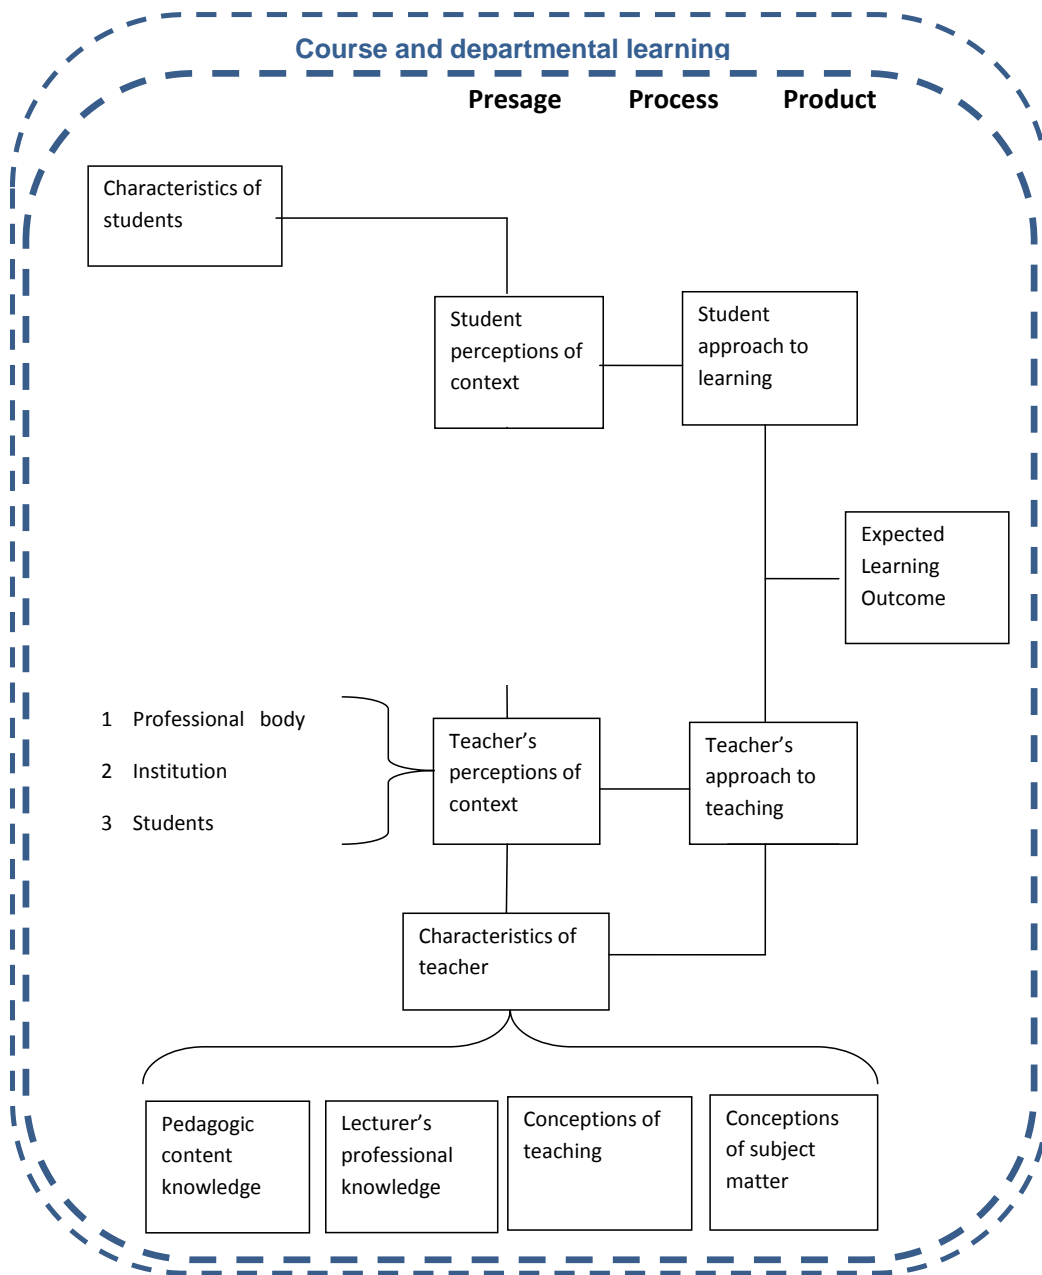 Course and departmental learning
Presage Process Product
Characteristics of
students
Student
perceptions of
context
Student
approach to
learning
Expected
Learning
Outcome
1 Professional body
2 Institution
3 Students
Teacher’s
perceptions of
context
Teacher’s
approach to
teaching
Characteristics of
teacher
Pedagogic
content
knowledge
Lecturer’s
professional
knowledge
Conceptions of
teaching
Conceptions
of subject
matter